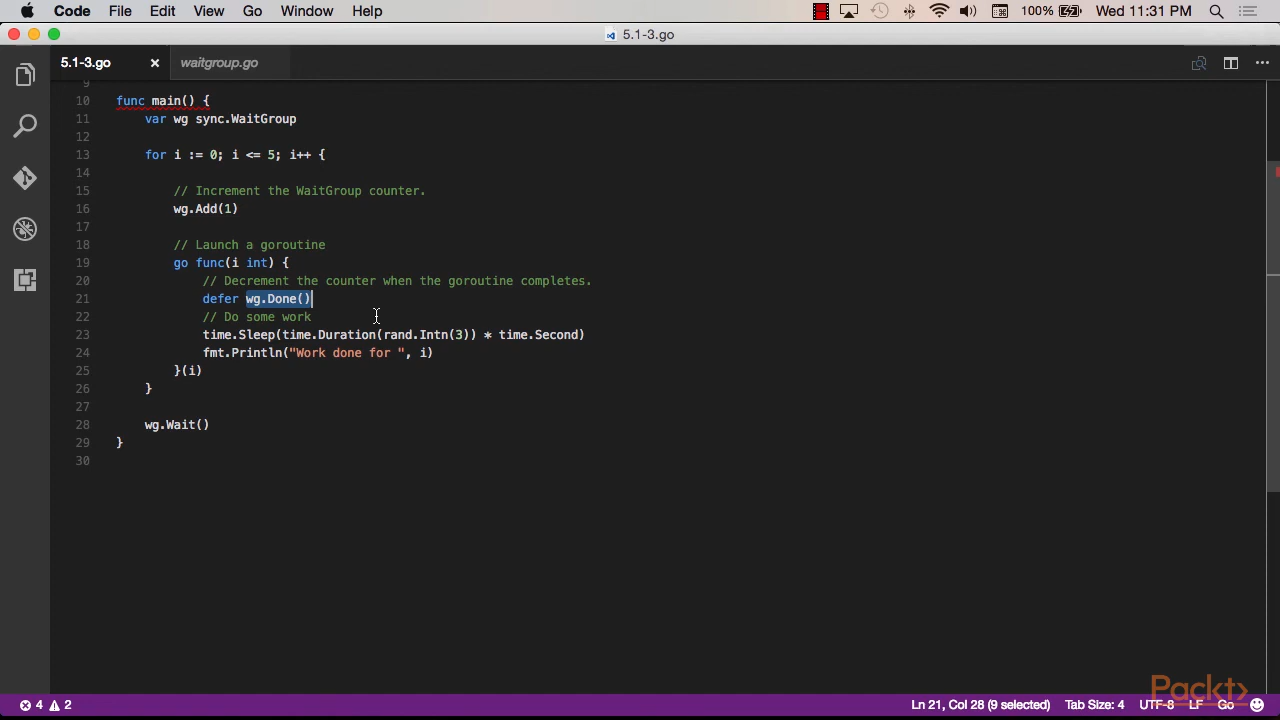 Code File Edit View Go Window Help 100% Wed 11:31 PM
5.1-3.go
5.1-3.go waitgroup.go
9
10 func main() {
11 var wg sync.WaitGroup
12
13 for i := 0; i <= 5; i++ {
14
15 // Increment the WaitGroup counter.
16 wg.Add(1)
17
18 // Launch a goroutine
19 go func(i int) {
20 // Decrement the counter when the goroutine completes.
21 defer wg.Done()
22 // Do some work
23 time.Sleep(time.Duration(rand.Intn(3)) * time.Second)
24 fmt.Println("Work done for ", i)
25 }(i)
26 }
27
28 wg.Wait()
29 }
30
Packt>
4 2 Ln 21, Col 28 (9 selected) Tab Size: 4 UTF-8 LF Go